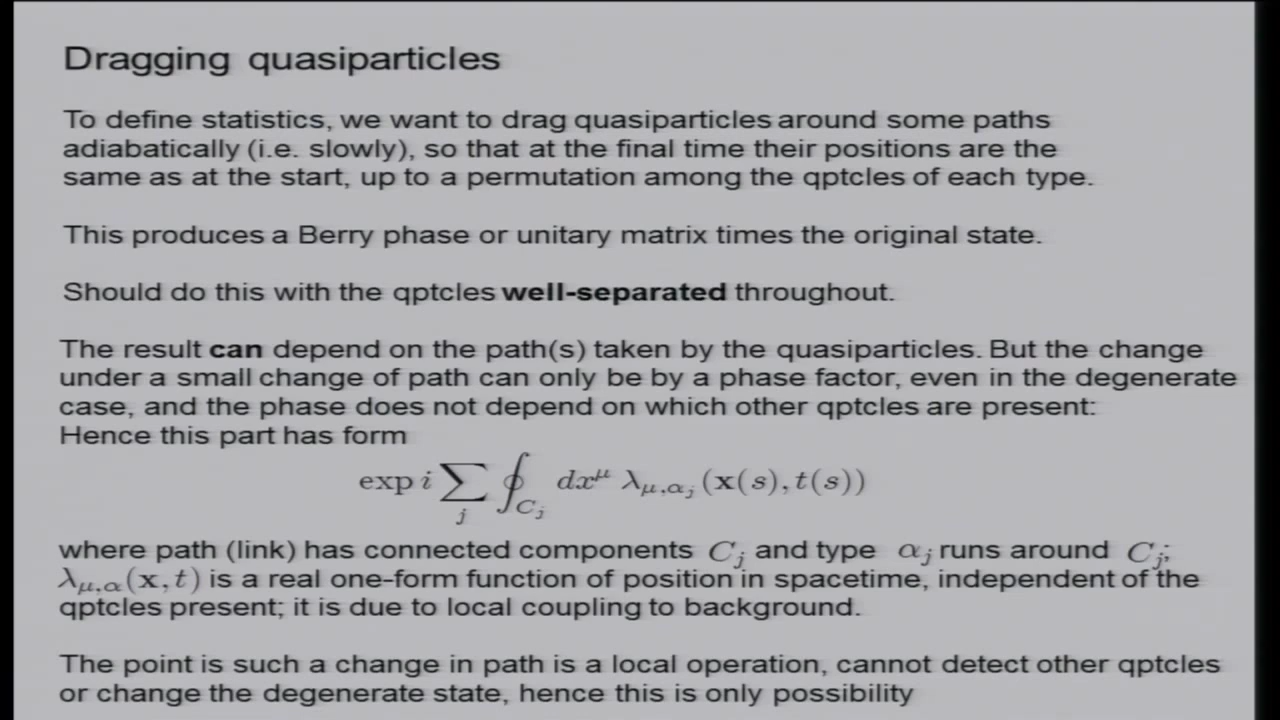 Dragging quasiparticles
To define statistics, we want to drag quasiparticles around some paths
adiabatically (i.e. slowly), so that at the final time their positions are the
same as at the start, up to a permutation among the qptcles of each type.
This produces a Berry phase or unitary matrix times the original state.
Should do this with the qptcles well-separated throughout.
The result can depend on the path(s) taken by the quasiparticles. But the change
under a small change of path can only be by a phase factor, even in the degenerate
case, and the phase does not depend on which other qptcles are present:
Hence this part has form
exp i ∑_j ∮_{C_j} dx^μ λ_{μ,α_j}(x(s), t(s))
where path (link) has connected components C_j and type α_j runs around C_j;
λ_{μ,α}(x, t) is a real one-form function of position in spacetime, independent of the
qptcles present; it is due to local coupling to background.
The point is such a change in path is a local operation, cannot detect other qptcles
or change the degenerate state, hence this is only possibility